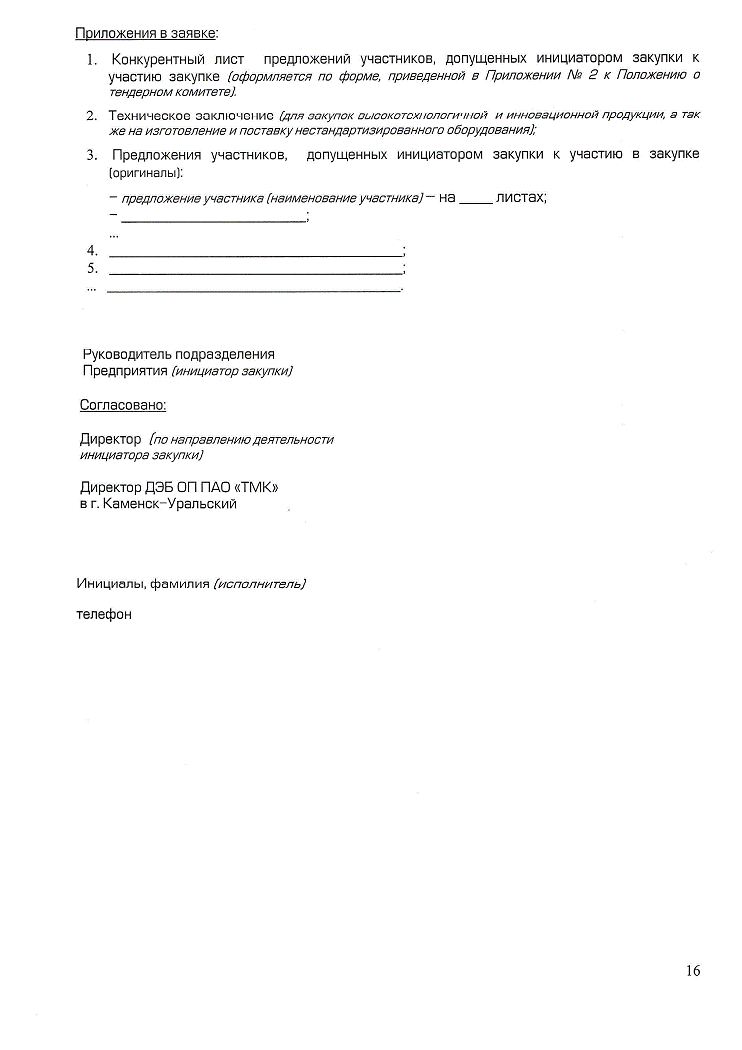 Приложения в заявке:
1. Конкурентный лист предложений участников, допущенных инициатором закупки к
участию закупке (оформляется по форме, приведенной в Приложении № 2 к Положению о
тендерном комитете).
2. Техническое заключение (для закупок высокотехнологичной и инновационной продукции, а так
же на изготовление и поставку нестандартизированного оборудования);
3. Предложения участников, допущенных инициатором закупки к участию в закупке
(оригиналы):
– предложение участника (наименование участника) – на _____ листах;
– _________________________;
...
4. ________________________________________;
5. ________________________________________;
... ________________________________________.
Руководитель подразделения
Предприятия (инициатор закупки)
Согласовано:
Директор (по направлению деятельности
инициатора закупки)
Директор ДЭБ ОП ПАО «ТМК»
в г. Каменск-Уральский
Инициалы, фамилия (исполнитель)
телефон
16